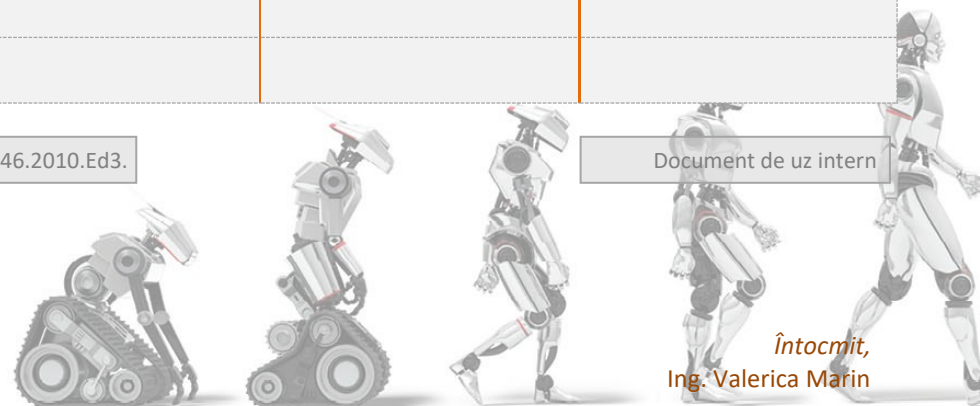 46.2010.Ed3.
Document de uz intern
Întocmit,
Ing. Valerica Marin